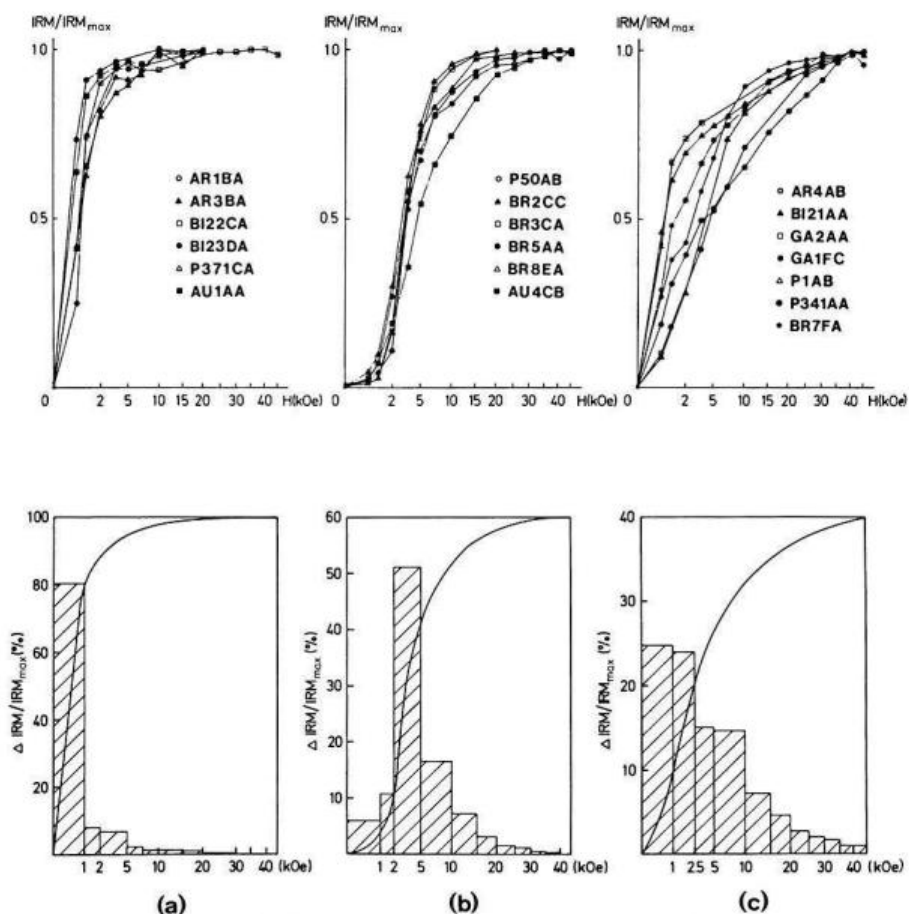 IRM/IRMmax
1.0
0.5
0 2 5 10 15 20 30 40 H(kOe)
AR1BA
AR3BA
BI22CA
BI23DA
P371CA
AU1AA
IRM/IRMmax
1.0
0.5
0 2 5 10 15 20 30 40 H(kOe)
P50AB
BR2CC
BR3CA
BR5AA
BR8EA
AU4CB
IRM/IRMmax
1.0
0.5
0 2 5 10 15 20 30 40 H(kOe)
AR4AB
BI21AA
GA2AA
GA1FC
P1AB
P341AA
BR7FA
Δ IRM/IRMmax (%)
100
80
60
40
20
1 2 5 10 20 30 40 (kOe)
(a)
Δ IRM/IRMmax (%)
60
50
40
30
20
10
1 2 5 10 20 30 40 (kOe)
(b)
Δ IRM/IRMmax (%)
40
30
20
10
1 2.5 5 10 20 30 40 (kOe)
(c)